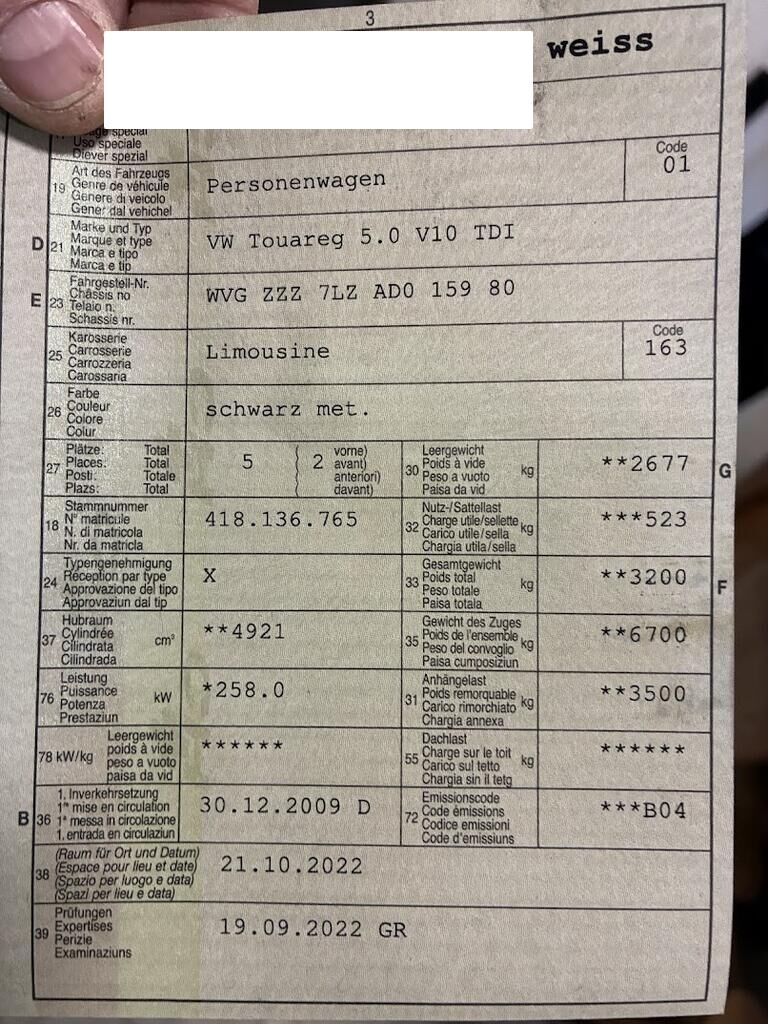 3
weiss
Uso speciale
Diever spezial
19 Art des Fahrzeugs
Genre de véhicule
Genere di veicolo
Gener dal vehichel
Personenwagen
Code
01
D 21 Marke und Typ
Marque et type
Marca e tipo
Marca e tip
VW Touareg 5.0 V10 TDI
E 23 Fahrgestell-Nr.
Châssis no
Telaio n.
Schassis nr.
WVG ZZZ 7LZ AD0 159 80
25 Karosserie
Carrosserie
Carrozzeria
Carossaria
Limousine
Code
163
26 Farbe
Couleur
Colore
Colur
schwarz met.
27 Plätze: Total
Places: Total
Posti: Totale
Plazs: Total
5 ( 2 vorne)
( avant)
( anteriori)
( davant)
30 Leergewicht
Poids à vide
Peso a vuoto
Paisa da vid
kg
**2677
G
18 Stammnummer
N° matricule
N. di matricola
Nr. da matricla
418.136.765
32 Nutz-/Sattellast
Charge utile/sellette
Carico utile/sella
Chargia utila/sella
kg
***523
24 Typengenehmigung
Réception par type
Approvazione del tipo
Approvaziun dal tip
X
33 Gesamtgewicht
Poids total
Peso totale
Paisa totala
kg
**3200
F
37 Hubraum
Cylindrée
Cilindrata
Cilindrada
cm³
**4921
35 Gewicht des Zuges
Poids de l'ensemble
Peso del convoglio
Paisa cumposiziun
kg
**6700
76 Leistung
Puissance
Potenza
Prestaziun
kW
*258.0
31 Anhängelast
Poids remorquable
Carico rimorchiato
Chargia annexa
kg
**3500
78 kW/kg Leergewicht
poids à vide
peso a vuoto
paisa da vid
******
55 Dachlast
Charge sur le toit
Carico sul tetto
Chargia sin il tetg
kg
******
B 36 1. Inverkehrsetzung
1re mise en circulation
1a messa in circolazione
1. entrada en circulaziun
30.12.2009 D
72 Emissionscode
Code émissions
Codice emissioni
Code d'emissiuns
***B04
38 (Raum für Ort und Datum)
(Espace pour lieu et date)
(Spazio per luogo e data)
(Spazi per lieu e data)
21.10.2022
39 Prüfungen
Expertises
Perizie
Examinaziuns
19.09.2022 GR